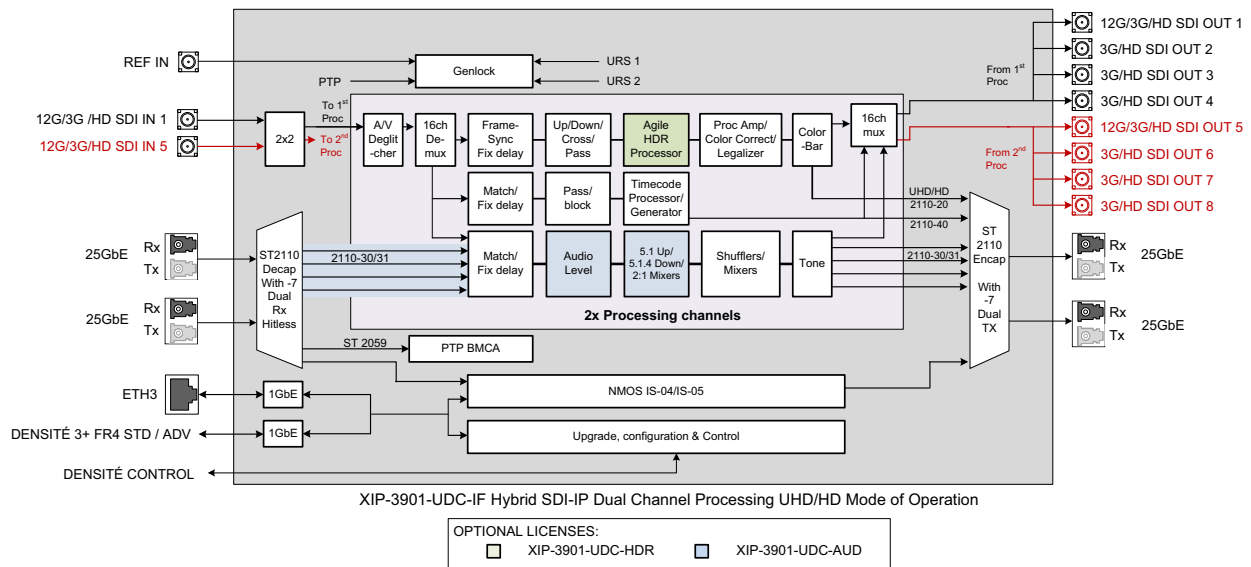 12G/3G/HD SDI OUT 1
3G/HD SDI OUT 2
3G/HD SDI OUT 3
3G/HD SDI OUT 4
12G/3G/HD SDI OUT 5
3G/HD SDI OUT 6
3G/HD SDI OUT 7
3G/HD SDI OUT 8
From 1st
Proc
From 2nd
Proc
REF IN
Genlock
URS 1
URS 2
PTP
12G/3G /HD SDI IN 1
12G/3G/HD SDI IN 5
2x2
To 1st
Proc
To 2nd
Proc
A/V
Deglit
-cher
16ch
De-
mux
Frame-
Sync
Fix delay
Up/Down/
Cross/
Pass
Agile
HDR
Processor
Proc Amp/
Color Correct/
Legalizer
Color
-Bar
16ch
mux
Match/
Fix delay
Pass/
block
Timecode
Processor/
Generator
UHD/HD
2110-20
2110-40
25GbE
Rx
Tx
25GbE
Rx
Tx
ST2110
Decap
With -7
Dual
Rx
Hitless
2110-30/31
Match/
Fix delay
Audio
Level
5.1 Up/
5.1.4 Down/
2:1 Mixers
Shufflers/
Mixers
Tone
2110-30/31
ST
2110
Encap
With -7
Dual
TX
Rx
Tx
25GbE
Rx
Tx
25GbE
2x Processing channels
ST 2059
PTP BMCA
NMOS IS-04/IS-05
ETH3
1GbE
DENSITÉ 3+ FR4 STD / ADV
1GbE
Upgrade, configuration & Control
DENSITÉ CONTROL
XIP-3901-UDC-IF Hybrid SDI-IP Dual Channel Processing UHD/HD Mode of Operation
OPTIONAL LICENSES:
XIP-3901-UDC-HDR
XIP-3901-UDC-AUD